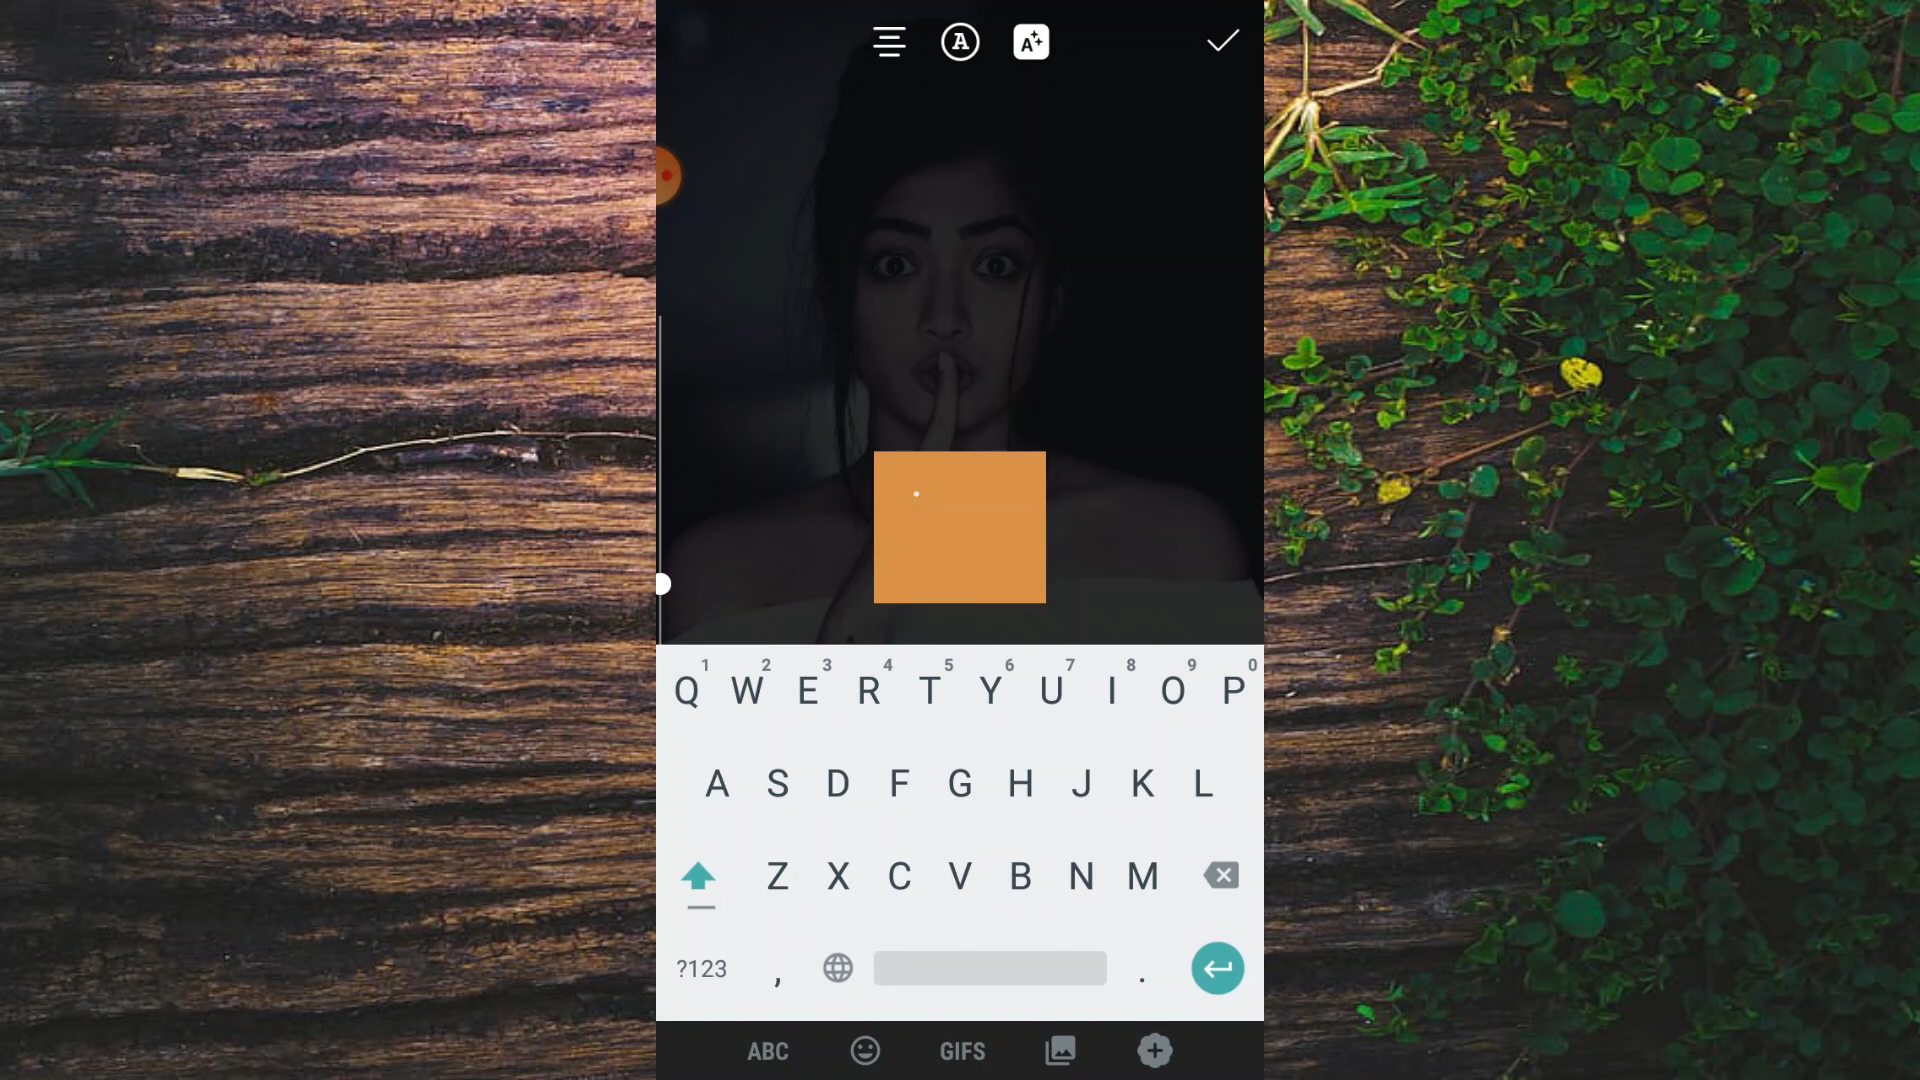 A A
1 2 3 4 5 6 7 8 9 0
Q W E R T Y U I O P
A S D F G H J K L
Z X C V B N M
?123 , .
ABC GIFS